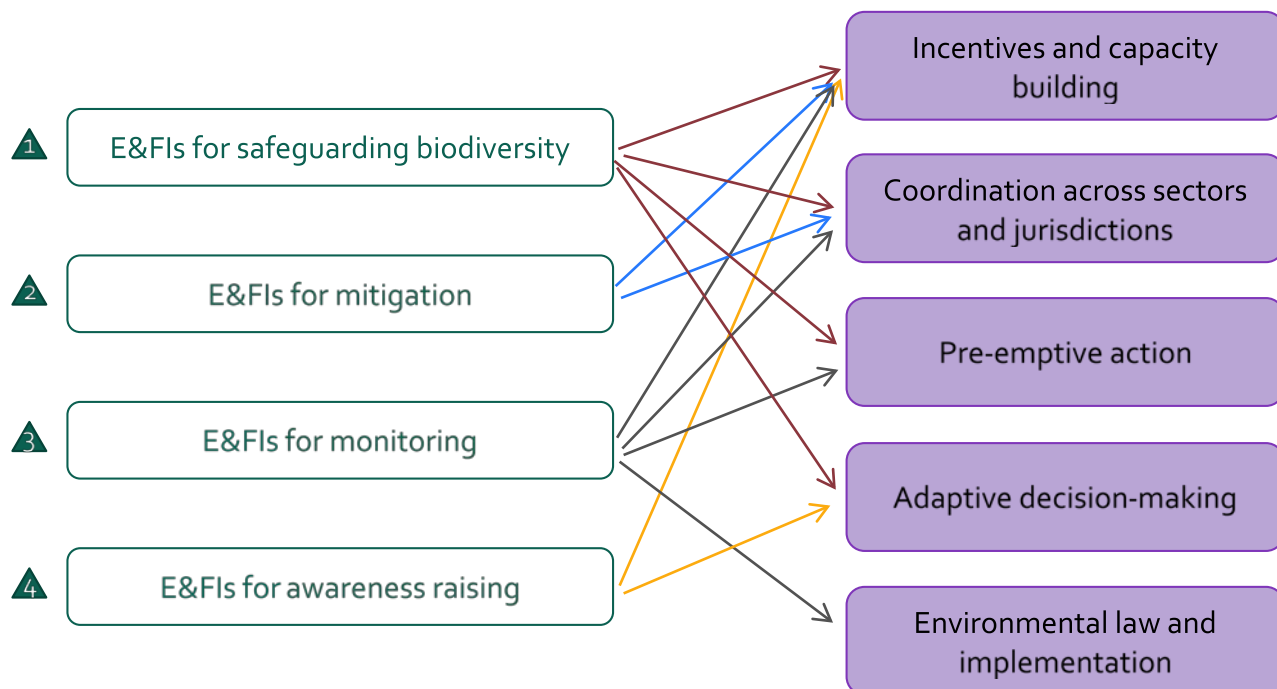 1
E&FIs for safeguarding biodiversity
2
E&FIs for mitigation
3
E&FIs for monitoring
4
E&FIs for awareness raising
Incentives and capacity
building
Coordination across sectors
and jurisdictions
Pre-emptive action
Adaptive decision-making
Environmental law and
implementation